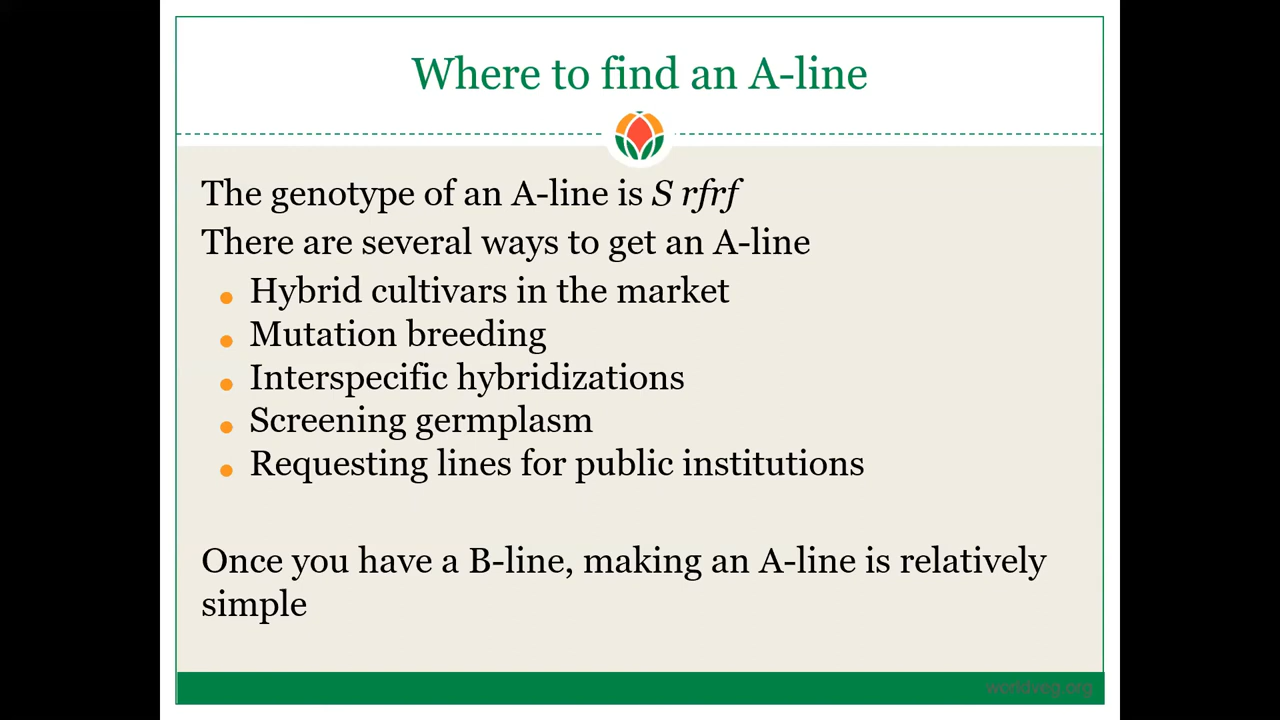 Where to find an A-line
The genotype of an A-line is S rfrf
There are several ways to get an A-line
Hybrid cultivars in the market
Mutation breeding
Interspecific hybridizations
Screening germplasm
Requesting lines for public institutions
Once you have a B-line, making an A-line is relatively
simple
worldveg.org